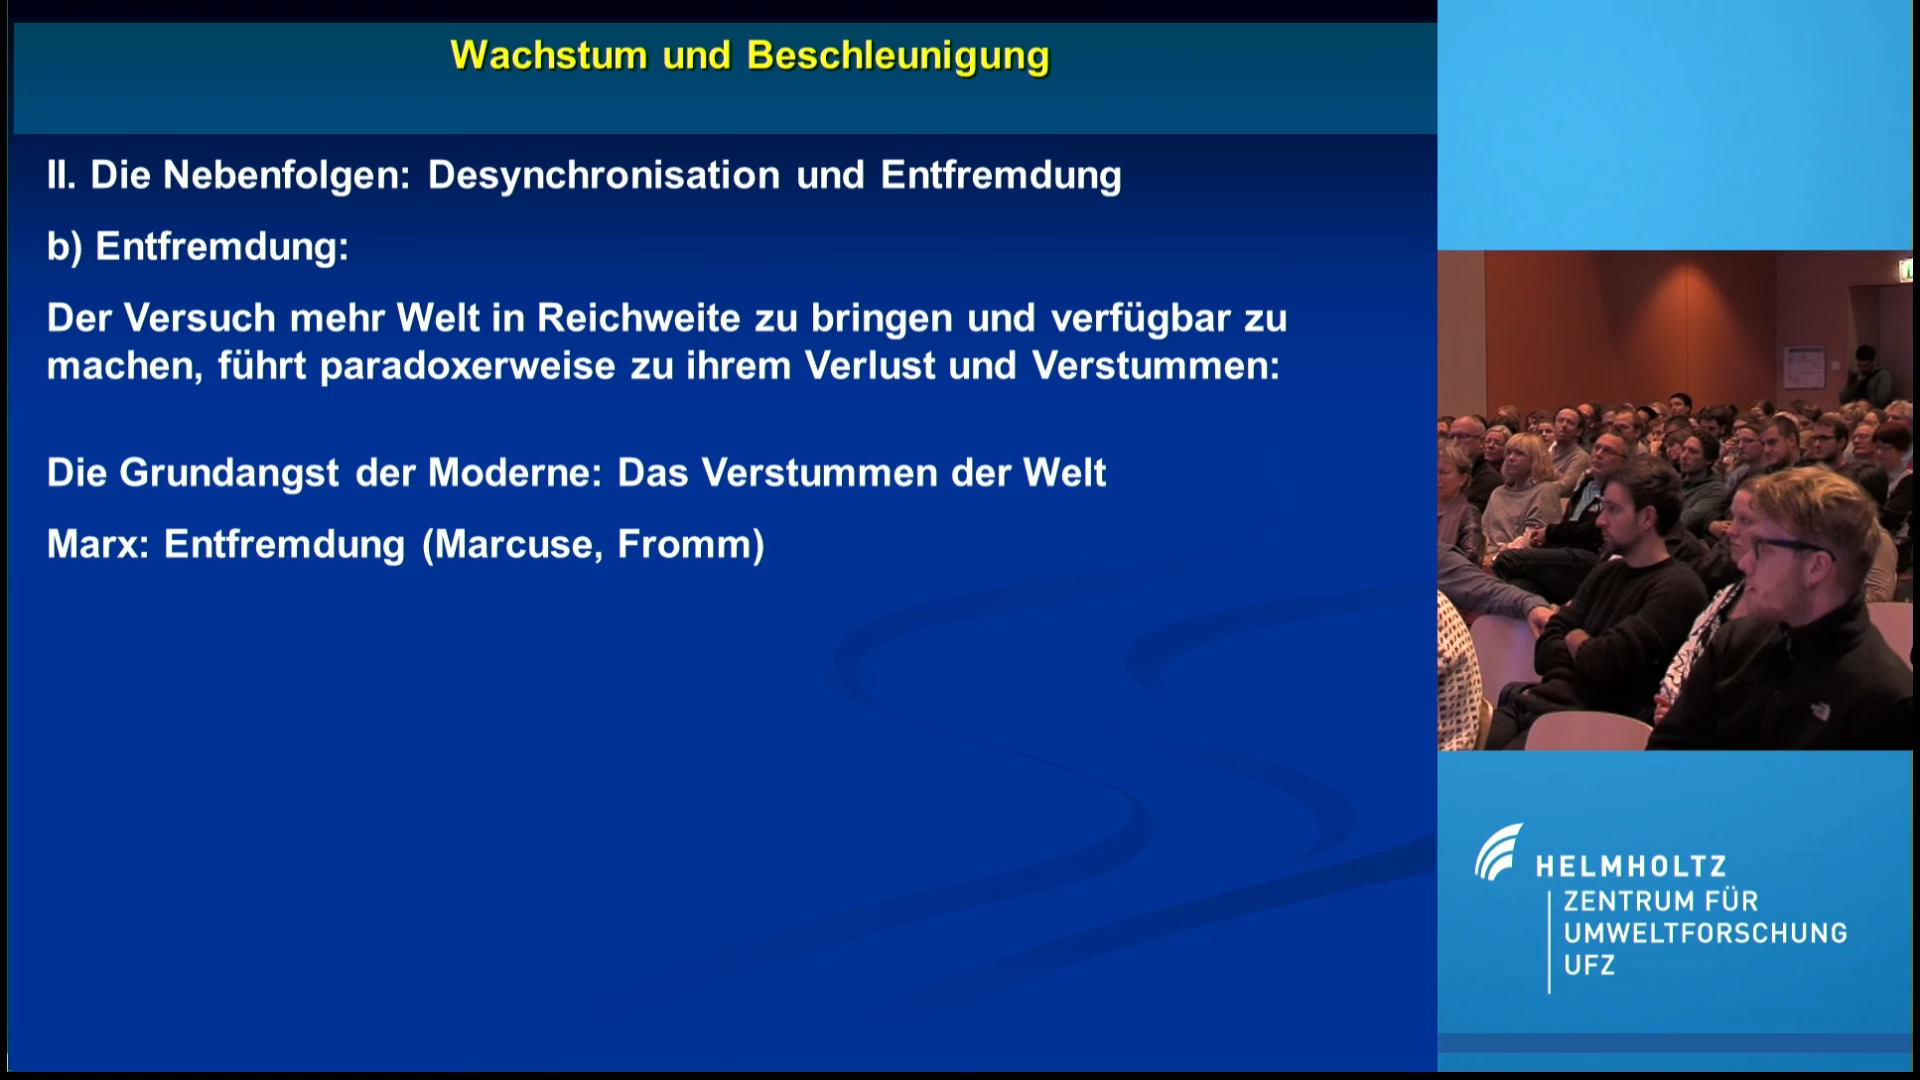 Wachstum und Beschleunigung
II. Die Nebenfolgen: Desynchronisation und Entfremdung
b) Entfremdung:
Der Versuch mehr Welt in Reichweite zu bringen und verfügbar zu
machen, führt paradoxerweise zu ihrem Verlust und Verstummen:
Die Grundangst der Moderne: Das Verstummen der Welt
Marx: Entfremdung (Marcuse, Fromm)
HELMHOLTZ
ZENTRUM FÜR
UMWELTFORSCHUNG
UFZ